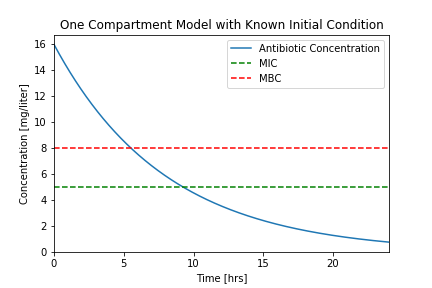 One Compartment Model with Known Initial Condition
Antibiotic Concentration
MIC
MBC
Concentration [mg/liter]
16
14
12
10
8
6
4
2
0
0
5
10
15
20
Time [hrs]